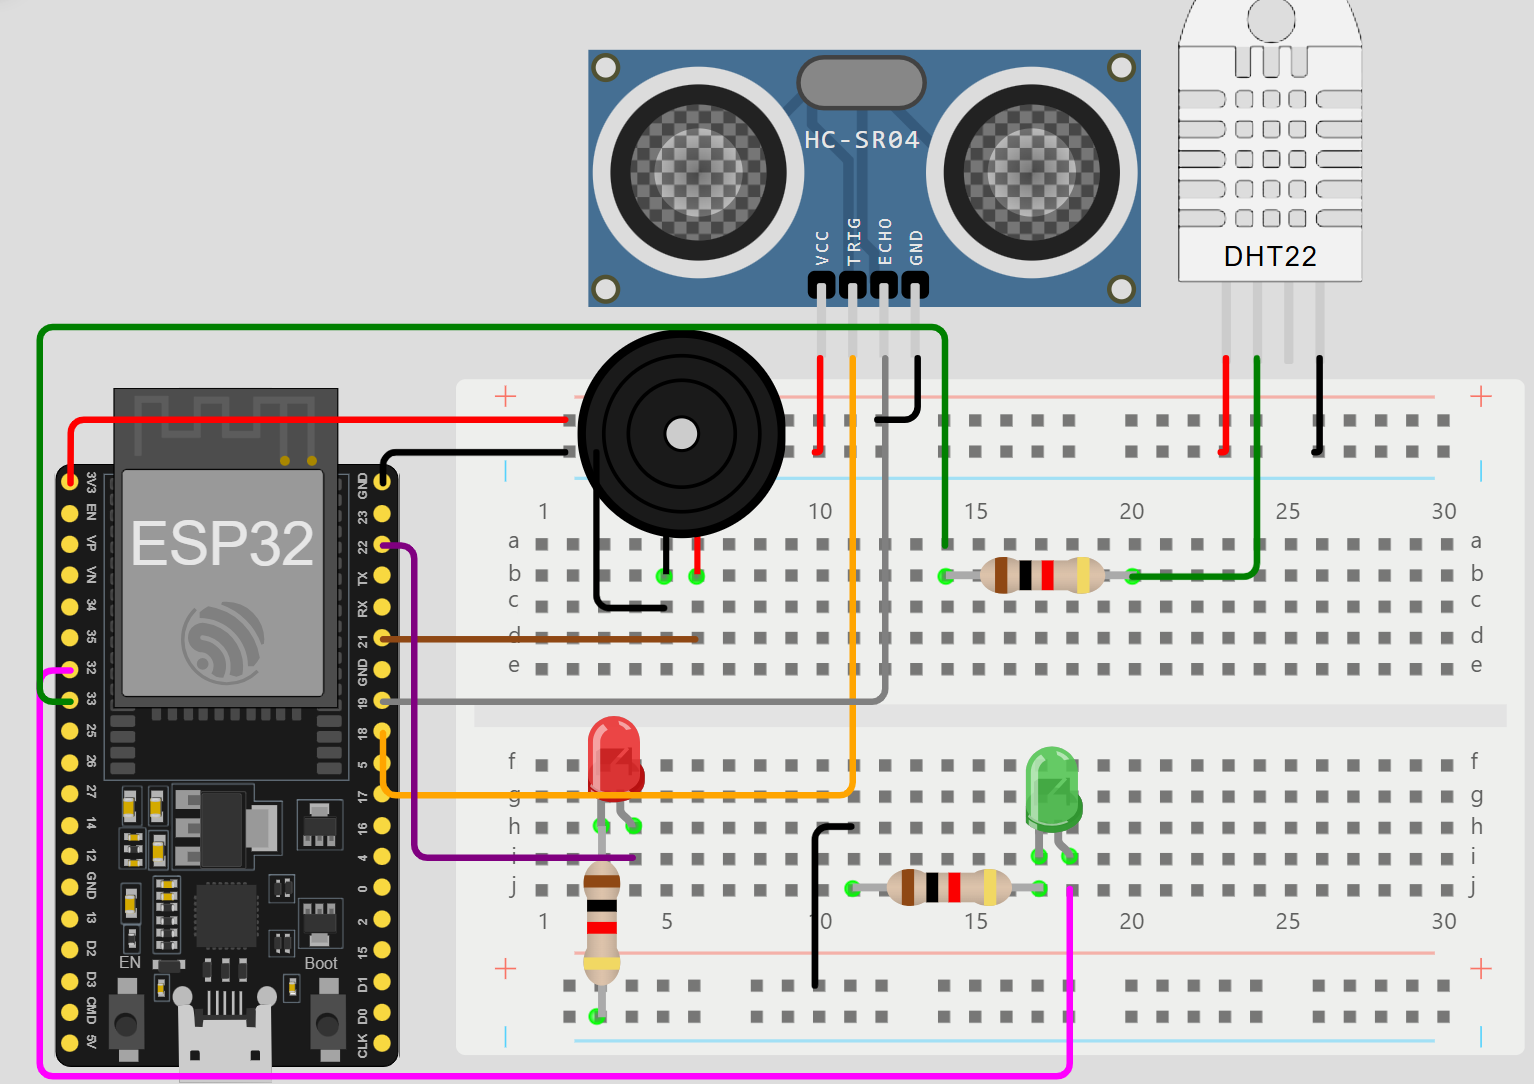 HC-SR04
VCC
TRIG
ECHO
GND
DHT22
+ +
1 10 15 20 25 30
a a
b b
c c
d d
e e
f f
g g
h h
i i
j j
1 5 10 15 20 25 30
+ +
ESP32
3V3
EN
VP
VN
34
35
32
33
25
26
27
14
12
GND
13
D2
D3
CMD
5V
GND
23
22
TX
RX
21
GND
19
18
5
17
16
4
0
2
15
D1
D0
CLK
EN
Boot